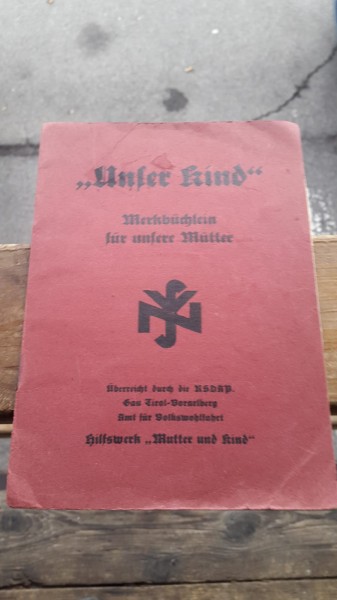 „Unser Kind“
Merkbüchlein
für unsere Mütter
NSV
Überreicht durch die NSDAP.
Gau Tirol-Vorarlberg
Amt für Volkswohlfahrt
Hilfswerk „Mutter und Kind“